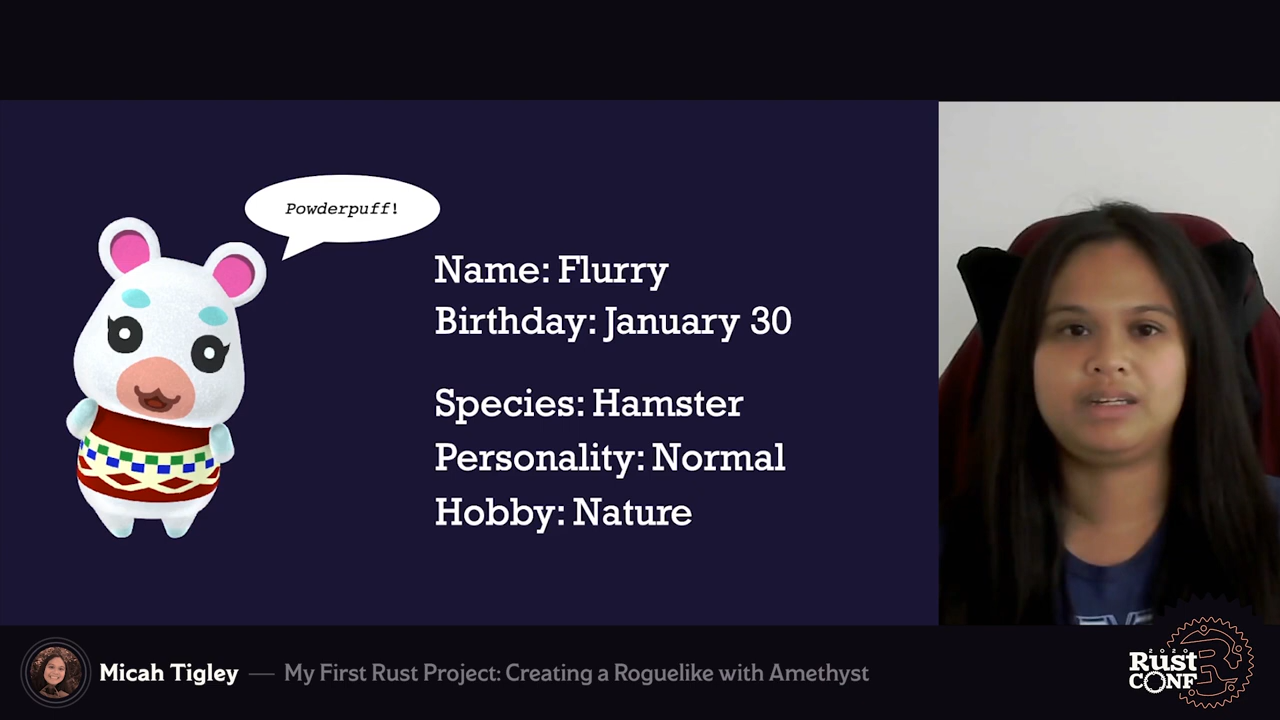 Powderpuff!
Name: Flurry
Birthday: January 30
Species: Hamster
Personality: Normal
Hobby: Nature
Micah Tigley — My First Rust Project: Creating a Roguelike with Amethyst
2020
Rust
CONF